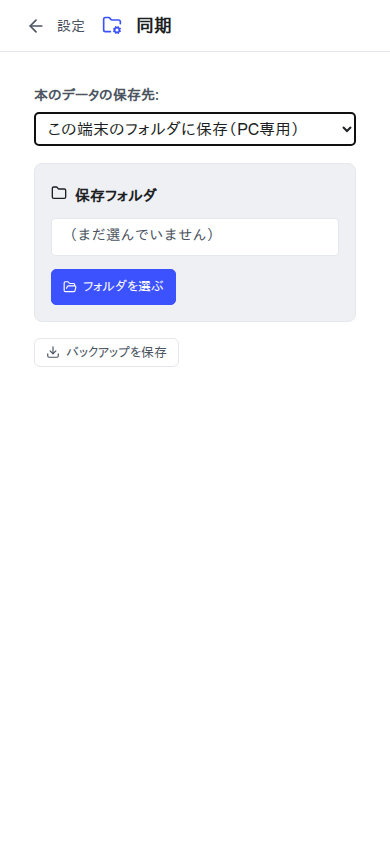 設定 同期
本のデータの保存先:
この端末のフォルダに保存（PC専用）
保存フォルダ
（まだ選んでいません）
フォルダを選ぶ
バックアップを保存